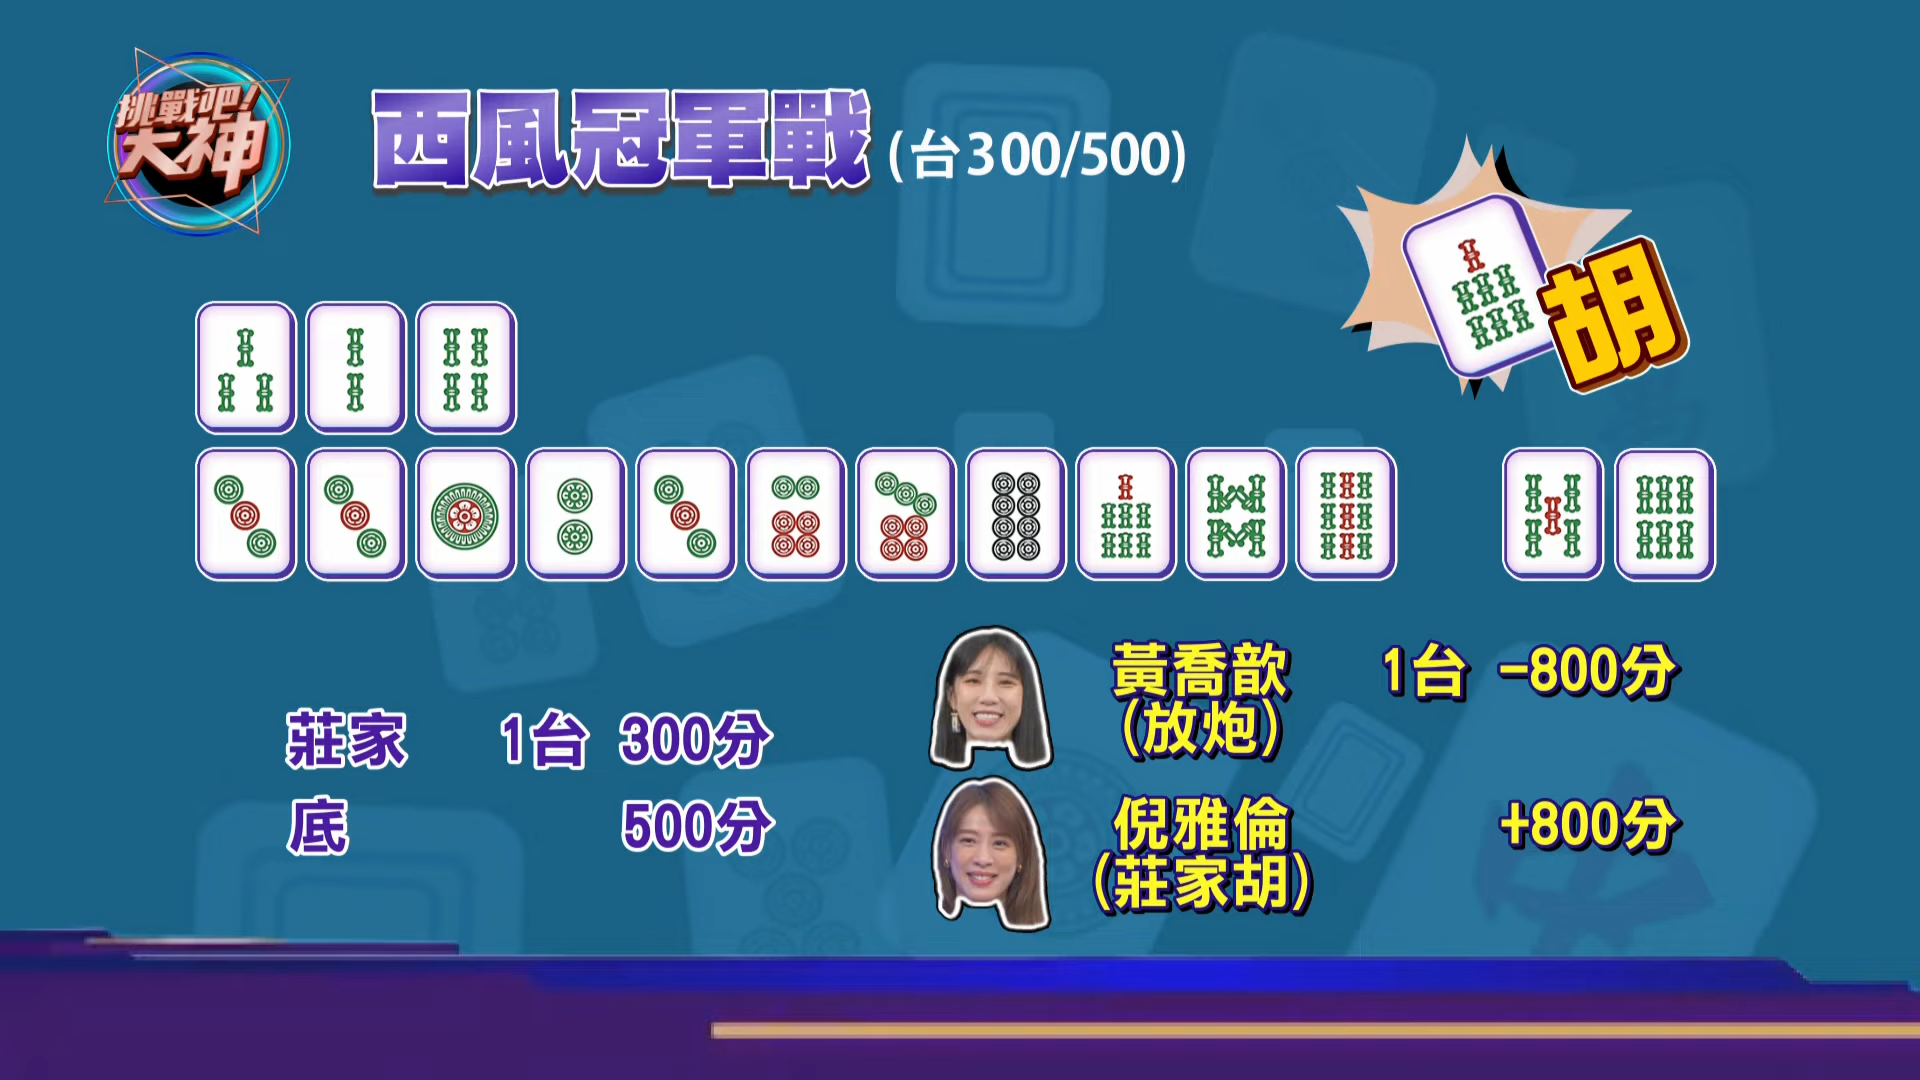 挑戰吧!
大神
西風冠軍戰(台300/500)
胡
莊家 1台 300分
底 500分
黃喬歆 1台 -800分
(放炮)
倪雅倫 +800分
(莊家胡)